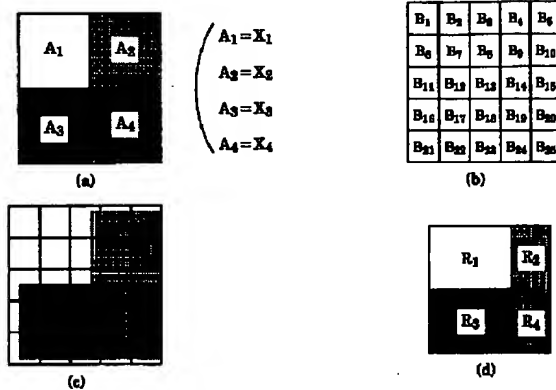 A1 A2
A3 A4
(a)
A1=X1
A2=X2
A3=X3
A4=X4
B1 B2 B3 B4 B5
B6 B7 B8 B9 B10
B11 B12 B13 B14 B15
B16 B17 B18 B19 B20
B21 B22 B23 B24 B25
(b)
(c)
R1 R2
R3 R4
(d)